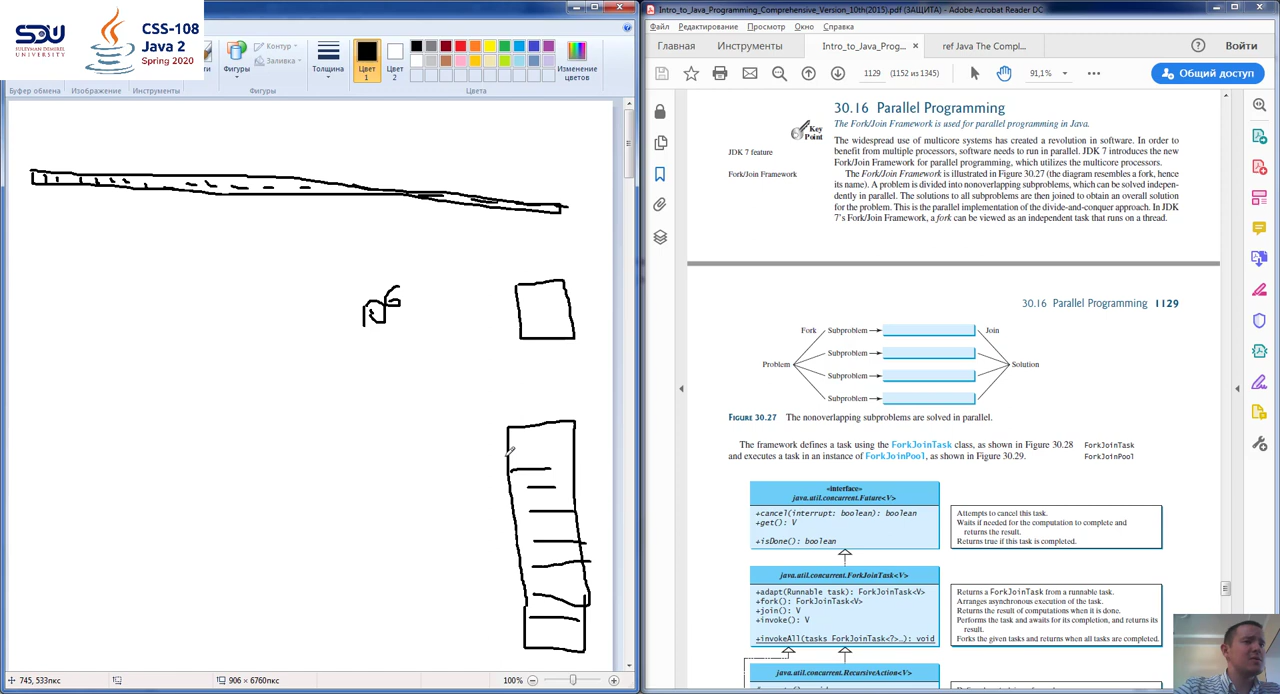 SDU
SULEYMAN DEMIREL
UNIVERSITY
Java
CSS-108
Java 2
Spring 2020
Фигуры
Контур
Заливка
Толщина
Цвет
1
Цвет
2
Изменение
цветов
Буфер обмена
Изображение
Инструменты
Фигуры
Цвета
745, 533пкс
906 × 6760пкс
100%
Intro_to_Java_Programming_Comprehensive_Version_10th(2015).pdf (ЗАЩИТА) - Adobe Acrobat Reader DC
Файл Редактирование Просмотр Окно Справка
Главная Инструменты Intro_to_Java_Prog... × ref Java The Compl... Войти
1129 (1152 из 1345) 91,1% Общий доступ
30.16 Parallel Programming
The Fork/Join Framework is used for parallel programming in Java.
Key
Point
JDK 7 feature
Fork/Join Framework
The widespread use of multicore systems has created a revolution in software. In order to
benefit from multiple processors, software needs to run in parallel. JDK 7 introduces the new
Fork/Join Framework for parallel programming, which utilizes the multicore processors.
The Fork/Join Framework is illustrated in Figure 30.27 (the diagram resembles a fork, hence
its name). A problem is divided into nonoverlapping subproblems, which can be solved indepen-
dently in parallel. The solutions to all subproblems are then joined to obtain an overall solution
for the problem. This is the parallel implementation of the divide-and-conquer approach. In JDK
7's Fork/Join Framework, a fork can be viewed as an independent task that runs on a thread.
30.16 Parallel Programming 1129
Fork Subproblem Join
Subproblem
Problem Solution
Subproblem
Subproblem
FIGURE 30.27 The nonoverlapping subproblems are solved in parallel.
The framework defines a task using the ForkJoinTask class, as shown in Figure 30.28
and executes a task in an instance of ForkJoinPool, as shown in Figure 30.29.
ForkJoinTask
ForkJoinPool
«interface»
java.util.concurrent.Future<V>
+cancel(interrupt: boolean): boolean
+get(): V
+isDone(): boolean
Attempts to cancel this task.
Waits if needed for the computation to complete and
returns the result.
Returns true if this task is completed.
java.util.concurrent.ForkJoinTask<V>
+adapt(Runnable task): ForkJoinTask<V>
+fork(): ForkJoinTask<V>
+join(): V
+invoke(): V
+invokeAll(tasks ForkJoinTask<?>…): void
Returns a ForkJoinTask from a runnable task.
Arranges asynchronous execution of the task.
Returns the result of computations when it is done.
Performs the task and awaits for its completion, and returns its
result.
Forks the given tasks and returns when all tasks are completed.
java.util.concurrent.RecursiveAction<V>